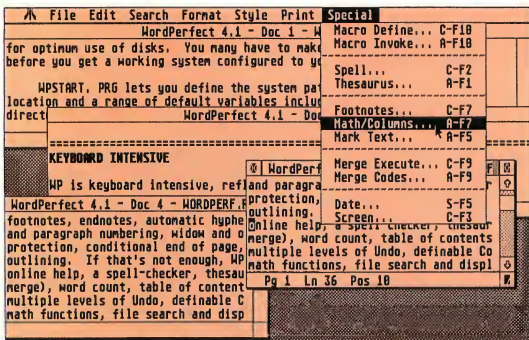 File Edit Search Format Style Print Special
WordPerfect 4.1 - Doc 1 - W
for optimum use of disks. You many have to mak
before you get a working system configured to yo
WPSTART, PRG lets you define the system pat
location and a range of default variables includ
direct
WordPerfect 4.1 - Doc
KEYBOARD INTENSIVE
WP is keyboard intensive, refl
Macro Define... C-F10
Macro Invoke... A-F10
Spell... C-F2
Thesaurus... A-F1
Footnotes... C-F7
Math/Columns... A-F7
Mark Text... A-F5
Merge Execute... C-F9
Merge Codes... A-F9
Date... S-F5
Screen... C-F3
WordPerf
and paragra
protection,
outlining.
Online help, a spell-checker, thesaur
merge), word count, table of contents
multiple levels of Undo, definable Co
math functions, file search and displ
Pg 1 Ln 36 Pos 10
WordPerfect 4.1 - Doc 4 - WORDPERF.
footnotes, endnotes, automatic hyphe
and paragraph numbering, widow and o
protection, conditional end of page,
outlining. If that's not enough, WP
online help, a spell-checker, thesau
merge), word count, table of content
multiple levels of Undo, definable C
math functions, file search and disp